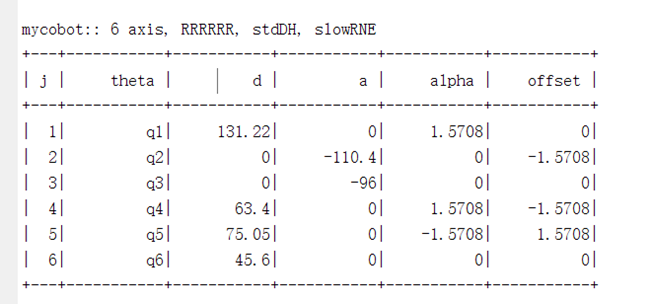 mycobot:: 6 axis, RRRRRR, stdDH, slowRNE
+---+-----------+-----------+-----------+-----------+-----------+
| j |     theta |         d |         a |     alpha |    offset |
+---+-----------+-----------+-----------+-----------+-----------+
|  1|         q1|     131.22|          0|     1.5708|          0|
|  2|         q2|          0|     -110.4|          0|    -1.5708|
|  3|         q3|          0|        -96|          0|          0|
|  4|         q4|       63.4|          0|     1.5708|    -1.5708|
|  5|         q5|      75.05|          0|    -1.5708|     1.5708|
|  6|         q6|       45.6|          0|          0|          0|
+---+-----------+-----------+-----------+-----------+-----------+